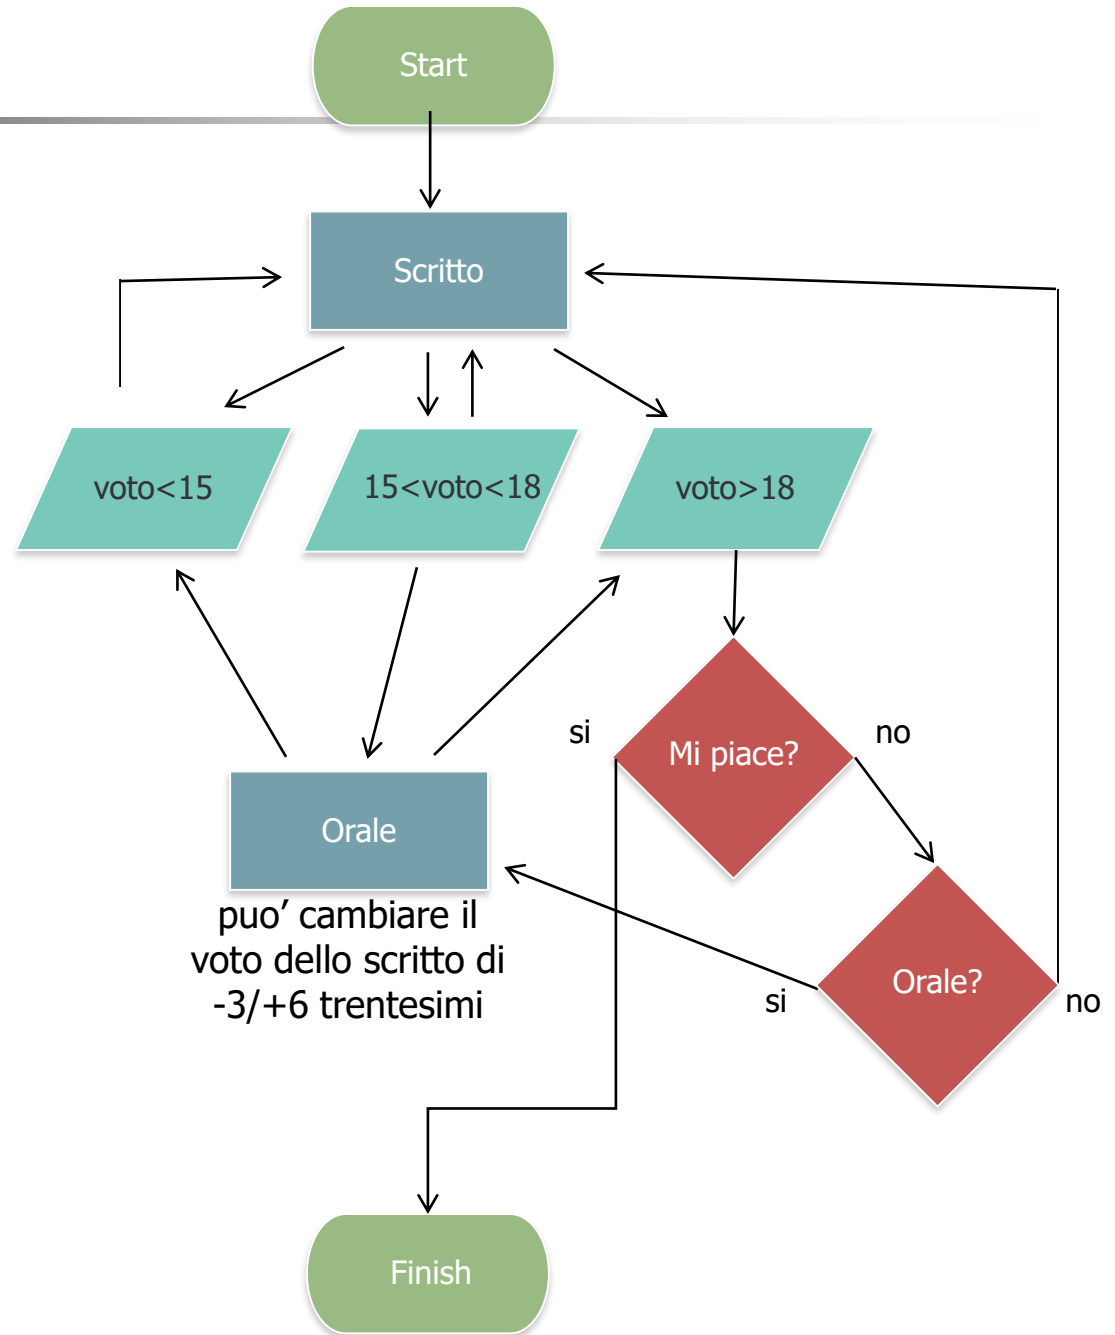 Start
Scritto
voto<15
15<voto<18
voto>18
si
Mi piace?
no
Orale
puo’ cambiare il
voto dello scritto di
-3/+6 trentesimi
si
Orale?
no
Finish